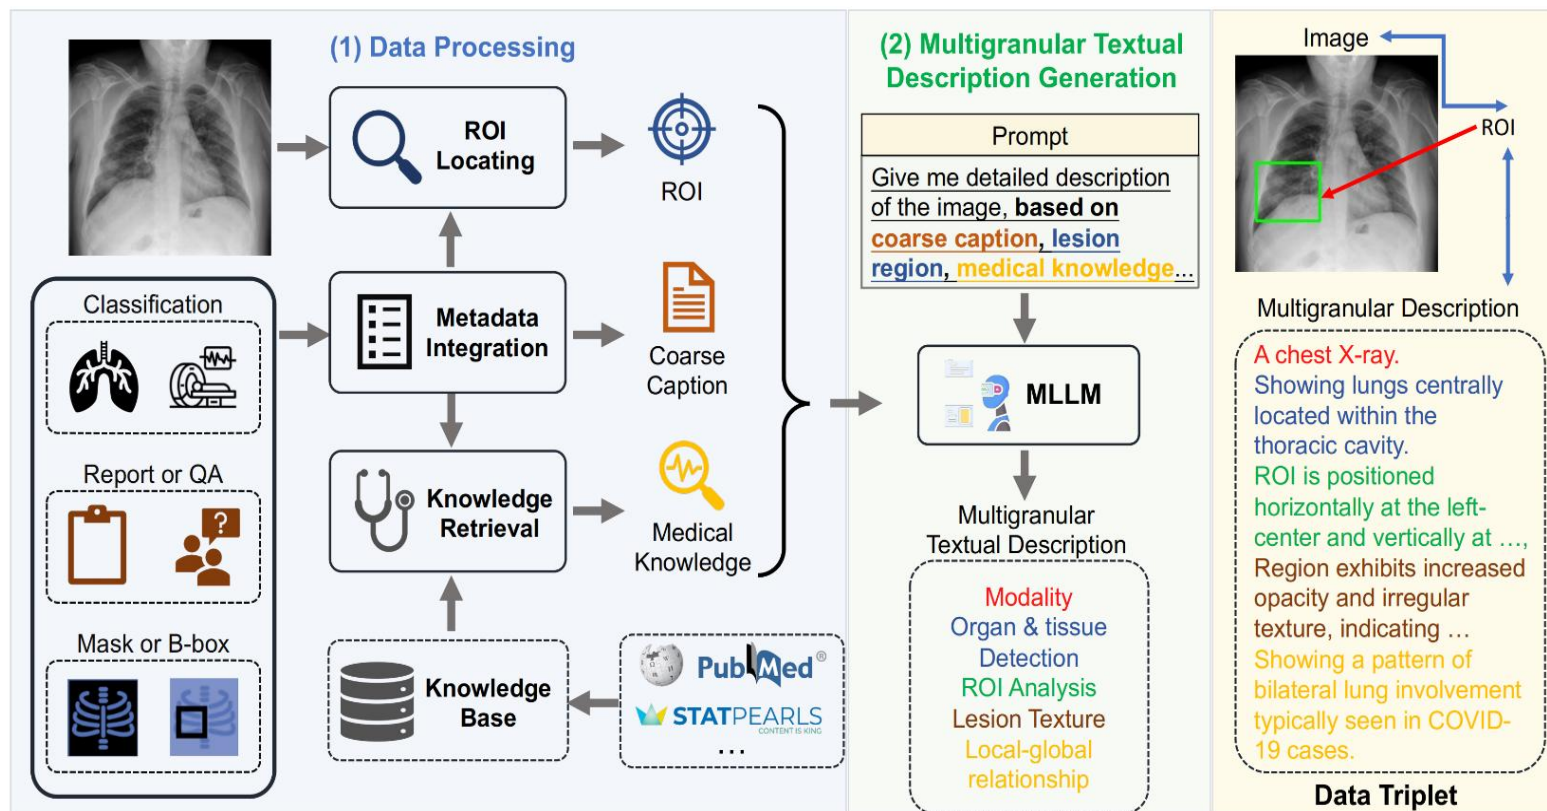 (1) Data Processing
ROI
Locating
ROI
Classification
Metadata
Integration
Coarse
Caption
Report or QA
Knowledge
Retrieval
Medical
Knowledge
Mask or B-box
Knowledge
Base
PubMed®
STATPEARLS
CONTENT IS KING
...
(2) Multigranular Textual
Description Generation
Prompt
Give me detailed description
of the image, based on
coarse caption, lesion
region, medical knowledge...
MLLM
Multigranular
Textual Description
Modality
Organ & tissue
Detection
ROI Analysis
Lesion Texture
Local-global
relationship
Image
ROI
Multigranular Description
A chest X-ray.
Showing lungs centrally
located within the
thoracic cavity.
ROI is positioned
horizontally at the left-
center and vertically at …,
Region exhibits increased
opacity and irregular
texture, indicating …
Showing a pattern of
bilateral lung involvement
typically seen in COVID-
19 cases.
Data Triplet